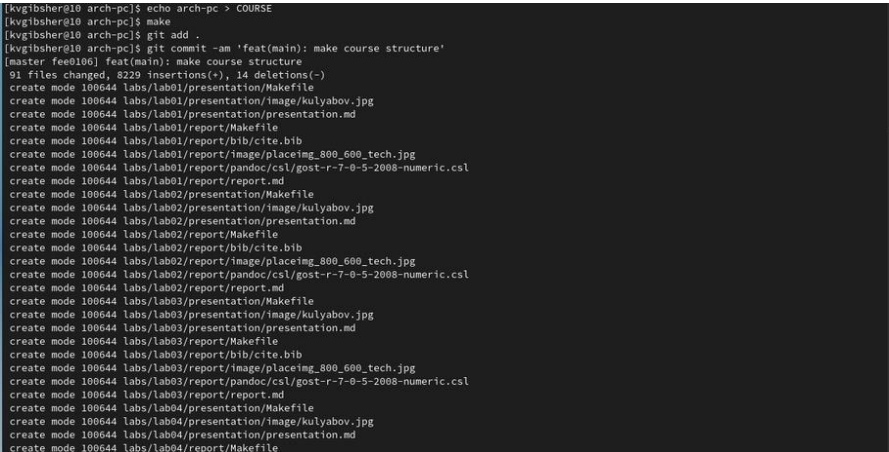 [kvgibsher@10 arch-pc]$ echo arch-pc > COURSE
[kvgibsher@10 arch-pc]$ make
[kvgibsher@10 arch-pc]$ git add .
[kvgibsher@10 arch-pc]$ git commit -am 'feat(main): make course structure'
[master fee0106] feat(main): make course structure
91 files changed, 8229 insertions(+), 14 deletions(-)
create mode 100644 labs/lab01/presentation/Makefile
create mode 100644 labs/lab01/presentation/image/kulyabov.jpg
create mode 100644 labs/lab01/presentation/presentation.md
create mode 100644 labs/lab01/report/Makefile
create mode 100644 labs/lab01/report/bib/cite.bib
create mode 100644 labs/lab01/report/image/placeimg_800_600_tech.jpg
create mode 100644 labs/lab01/report/pandoc/csl/gost-r-7-0-5-2008-numeric.csl
create mode 100644 labs/lab01/report/report.md
create mode 100644 labs/lab02/presentation/Makefile
create mode 100644 labs/lab02/presentation/image/kulyabov.jpg
create mode 100644 labs/lab02/presentation/presentation.md
create mode 100644 labs/lab02/report/Makefile
create mode 100644 labs/lab02/report/bib/cite.bib
create mode 100644 labs/lab02/report/image/placeimg_800_600_tech.jpg
create mode 100644 labs/lab02/report/pandoc/csl/gost-r-7-0-5-2008-numeric.csl
create mode 100644 labs/lab02/report/report.md
create mode 100644 labs/lab03/presentation/Makefile
create mode 100644 labs/lab03/presentation/image/kulyabov.jpg
create mode 100644 labs/lab03/presentation/presentation.md
create mode 100644 labs/lab03/report/Makefile
create mode 100644 labs/lab03/report/bib/cite.bib
create mode 100644 labs/lab03/report/image/placeimg_800_600_tech.jpg
create mode 100644 labs/lab03/report/pandoc/csl/gost-r-7-0-5-2008-numeric.csl
create mode 100644 labs/lab03/report/report.md
create mode 100644 labs/lab04/presentation/Makefile
create mode 100644 labs/lab04/presentation/image/kulyabov.jpg
create mode 100644 labs/lab04/presentation/presentation.md
create mode 100644 labs/lab04/report/Makefile